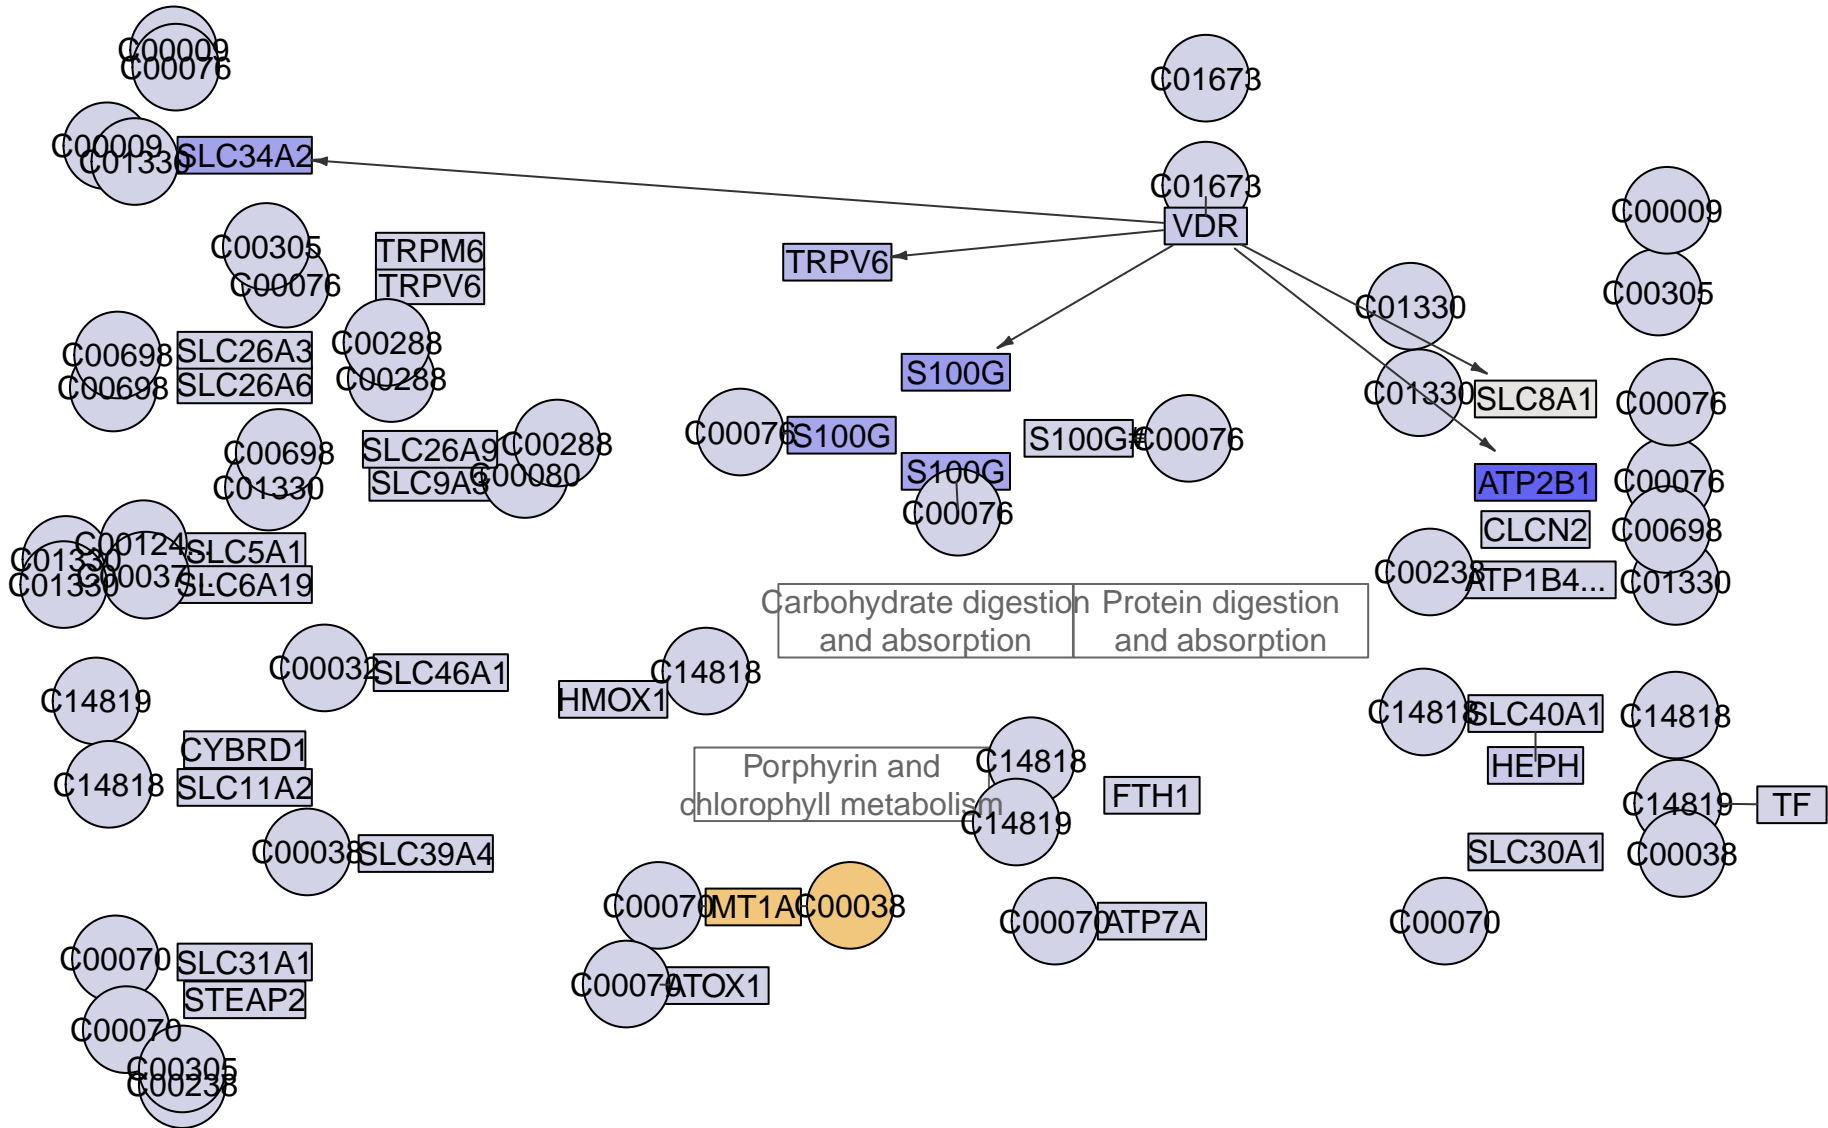 C00009
C00076
C01673
C00009
C01330
SLC34A2
C01673
VDR
C00009
C00305
C00076
TRPM6
TRPV6
TRPV6
C01330
C00305
C00698
C00698
SLC26A3
SLC26A6
C00288
C00288
S100G
C01330
SLC8A1
C00076
C00698
C01330
SLC26A9
SLC9A3
C00288
C00080
C00076
S100G
S100G
C00076
S100G#
C00076
ATP2B1
C00076
CLCN2
C00698
C01330
C01330
C00124...
C00037...
SLC5A1
SLC6A19
C00238
ATP1B4...
C01330
Carbohydrate digestion
and absorption
Protein digestion
and absorption
C00032
SLC46A1
HMOX1
C14818
C14819
C14818
SLC40A1
HEPH
C14818
C14818
CYBRD1
SLC11A2
Porphyrin and
chlorophyll metabolism
C14818
C14819
FTH1
C14819
TF
C00038
SLC39A4
SLC30A1
C00038
C00070
MT1A
C00038
C00070
ATP7A
C00070
C00070
SLC31A1
STEAP2
C00070
ATOX1
C00070
C00305
C00238